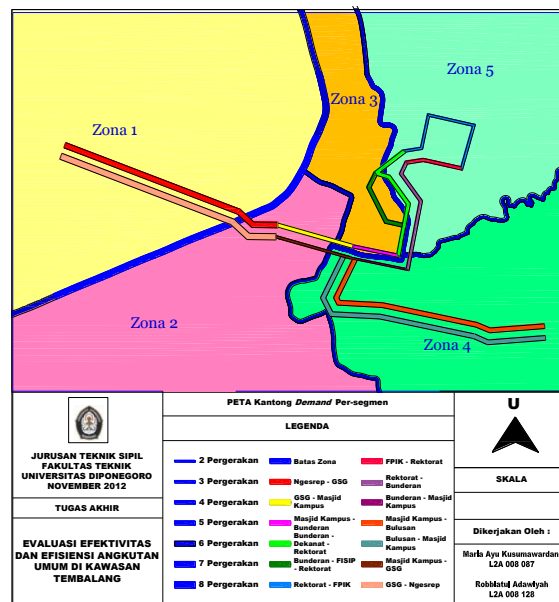 Zona 5
Zona 3
Zona 1
Zona 2
Zona 4
PETA Kantong Demand Per-segmen
LEGENDA
2 Pergerakan
3 Pergerakan
4 Pergerakan
5 Pergerakan
6 Pergerakan
7 Pergerakan
8 Pergerakan
Batas Zona
Ngesrep - GSG
GSG - Masjid
Kampus
Masjid Kampus -
Bunderan
Bunderan -
Dekanat -
Rektorat
Bunderan - FISIP
- Rektorat
Rektorat - FPIK
FPIK - Rektorat
Rektorat -
Bunderan
Bunderan - Masjid
Kampus
Masjid Kampus -
Bulusan
Bulusan - Masjid
Kampus
Masjid Kampus -
GSG
GSG - Ngesrep
JURUSAN TEKNIK SIPIL
FAKULTAS TEKNIK
UNIVERSITAS DIPONEGORO
NOVEMBER 2012
TUGAS AKHIR
EVALUASI EFEKTIVITAS
DAN EFISIENSI ANGKUTAN
UMUM DI KAWASAN
TEMBALANG
U
SKALA
Dikerjakan Oleh :
Maria Ayu Kusumawardan
L2A 008 087
Robbiatul Adawiyah
L2A 008 128